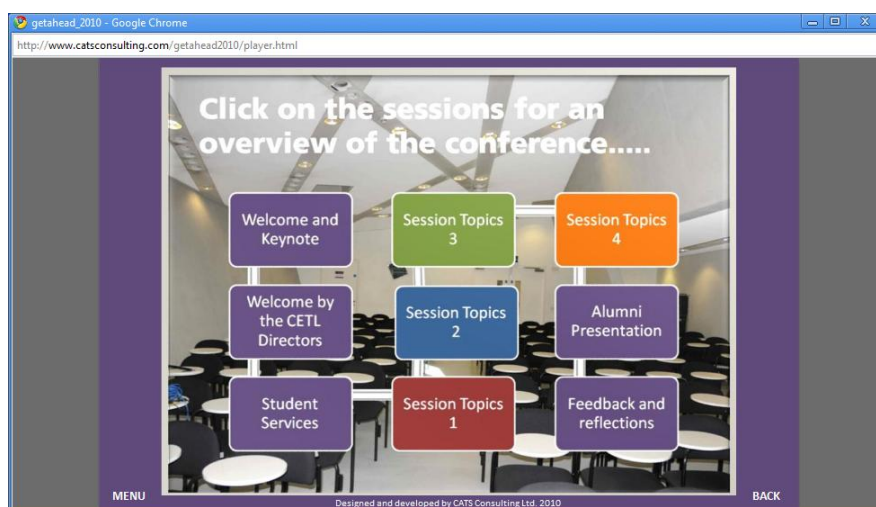 getahead_2010 - Google Chrome
http://www.catsconsulting.com/getahead2010/player.html
Click on the sessions for an
overview of the conference.....
Welcome and
Keynote
Session Topics
3
Session Topics
4
Welcome by
the CETL
Directors
Session Topics
2
Alumni
Presentation
Student
Services
Session Topics
1
Feedback and
reflections
MENU
Designed and developed by CATS Consulting Ltd. 2010
BACK